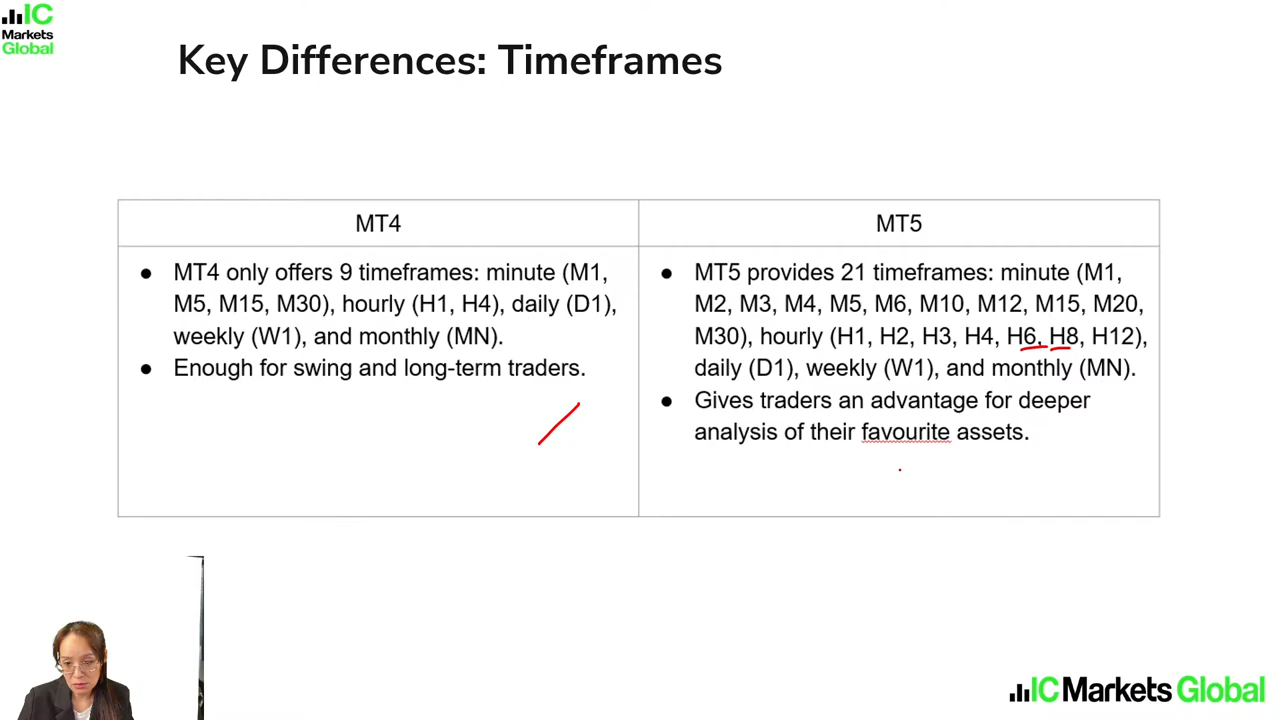 IC
Markets
Global
Key Differences: Timeframes
MT4
MT5
● MT4 only offers 9 timeframes: minute (M1,
M5, M15, M30), hourly (H1, H4), daily (D1),
weekly (W1), and monthly (MN).
● Enough for swing and long-term traders.
● MT5 provides 21 timeframes: minute (M1,
M2, M3, M4, M5, M6, M10, M12, M15, M20,
M30), hourly (H1, H2, H3, H4, H6, H8, H12),
daily (D1), weekly (W1), and monthly (MN).
● Gives traders an advantage for deeper
analysis of their favourite assets.
IC Markets Global